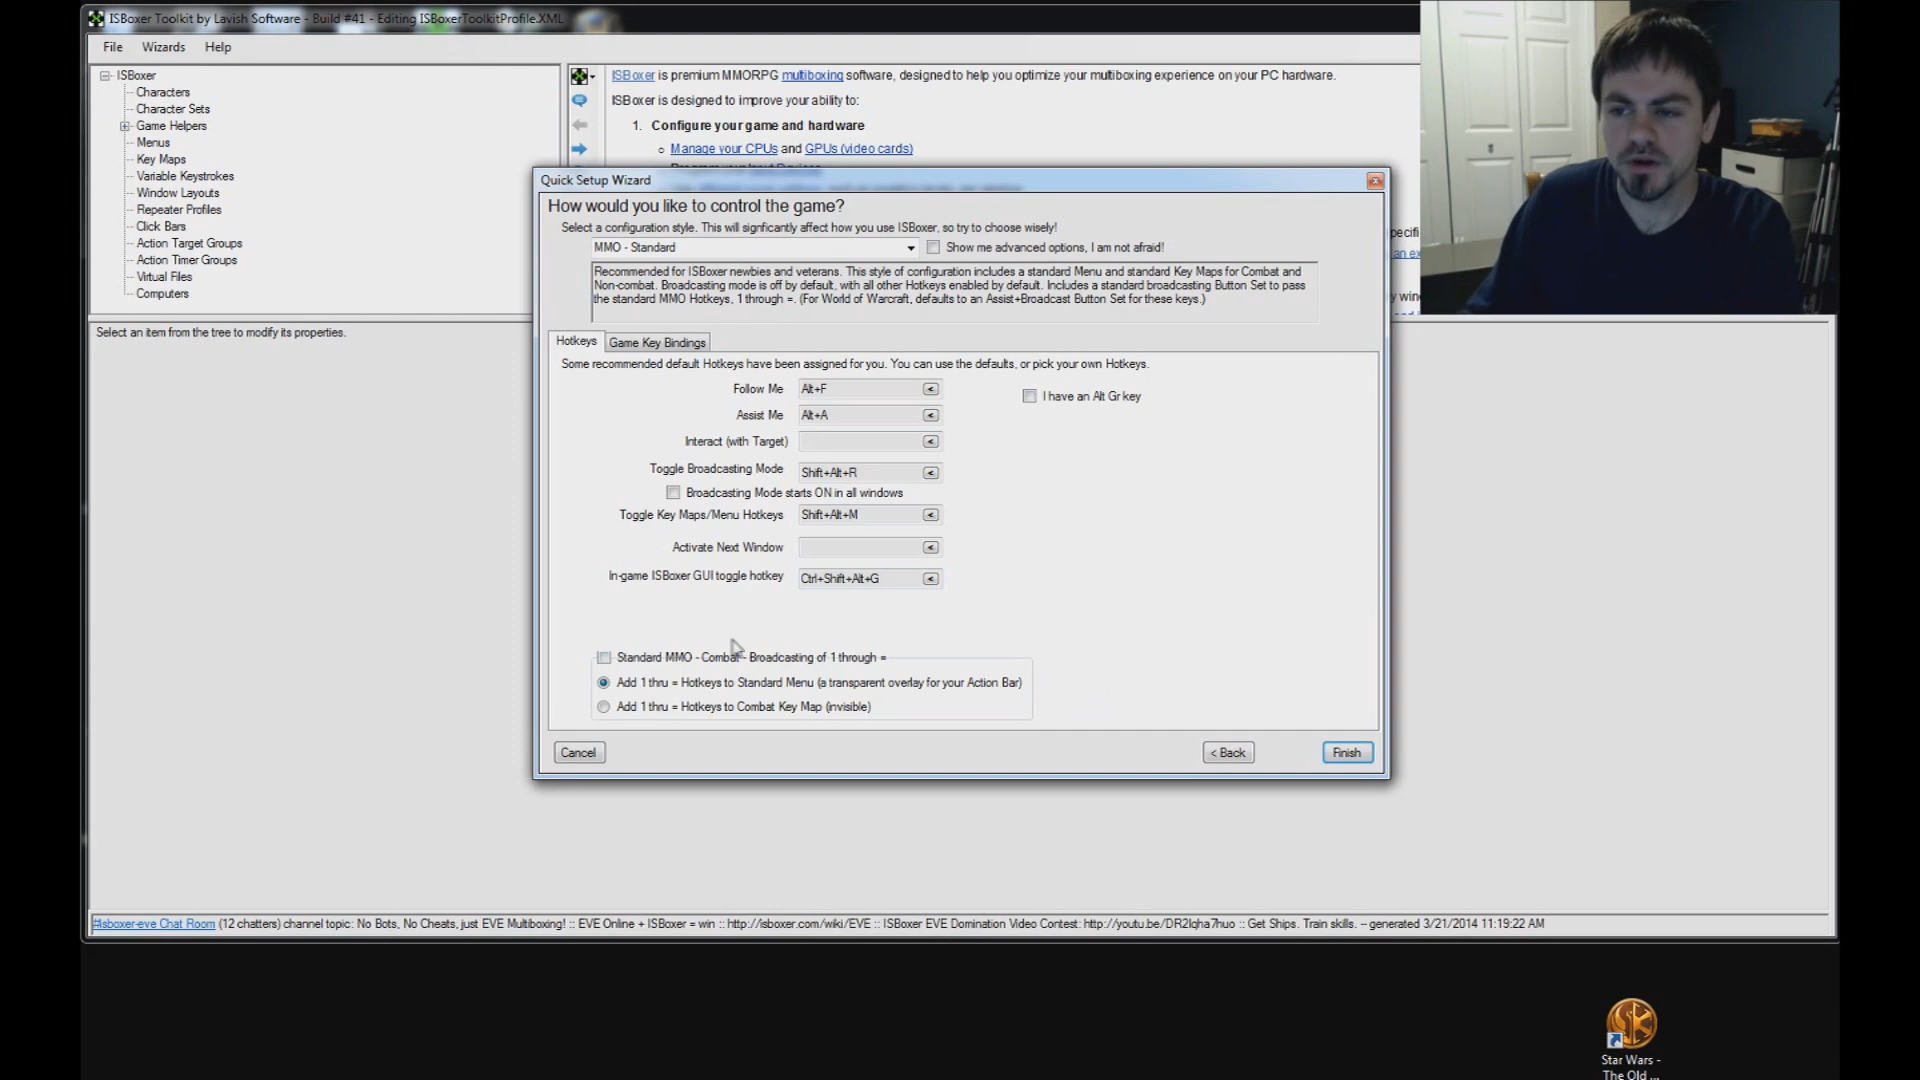 ISBoxer Toolkit by Lavish Software - Build #41 - Editing ISBoxerToolkitProfile.XML
File Wizards Help
ISBoxer
Characters
Character Sets
Game Helpers
Menus
Key Maps
Variable Keystrokes
Window Layouts
Repeater Profiles
Click Bars
Action Target Groups
Action Timer Groups
Virtual Files
Computers
ISBoxer is premium MMORPG multiboxing software, designed to help you optimize your multiboxing experience on your PC hardware.
ISBoxer is designed to improve your ability to:
1. Configure your game and hardware
Manage your CPUs and GPUs (video cards)
Select an item from the tree to modify its properties.
Quick Setup Wizard
How would you like to control the game?
Select a configuration style. This will signficantly affect how you use ISBoxer, so try to choose wisely!
MMO - Standard
Show me advanced options, I am not afraid!
Recommended for ISBoxer newbies and veterans. This style of configuration includes a standard Menu and standard Key Maps for Combat and
Non-combat. Broadcasting mode is off by default, with all other Hotkeys enabled by default. Includes a standard broadcasting Button Set to pass
the standard MMO Hotkeys, 1 through =. (For World of Warcraft, defaults to an Assist+Broadcast Button Set for these keys.)
Hotkeys Game Key Bindings
Some recommended default Hotkeys have been assigned for you. You can use the defaults, or pick your own Hotkeys.
Follow Me Alt+F <
I have an Alt Gr key
Assist Me Alt+A <
Interact (with Target) <
Toggle Broadcasting Mode Shift+Alt+R <
Broadcasting Mode starts ON in all windows
Toggle Key Maps/Menu Hotkeys Shift+Alt+M <
Activate Next Window <
In-game ISBoxer GUI toggle hotkey Ctrl+Shift+Alt+G <
Standard MMO - Combat - Broadcasting of 1 through =
Add 1 thru = Hotkeys to Standard Menu (a transparent overlay for your Action Bar)
Add 1 thru = Hotkeys to Combat Key Map (invisible)
Cancel < Back Finish
#isboxer-eve Chat Room (12 chatters) channel topic: No Bots, No Cheats, just EVE Multiboxing! :: EVE Online + ISBoxer = win :: http://isboxer.com/wiki/EVE :: ISBoxer EVE Domination Video Contest: http://youtu.be/DR2Iqha7huo :: Get Ships. Train skills. -- generated 3/21/2014 11:19:22 AM
Star Wars -
The Old ...